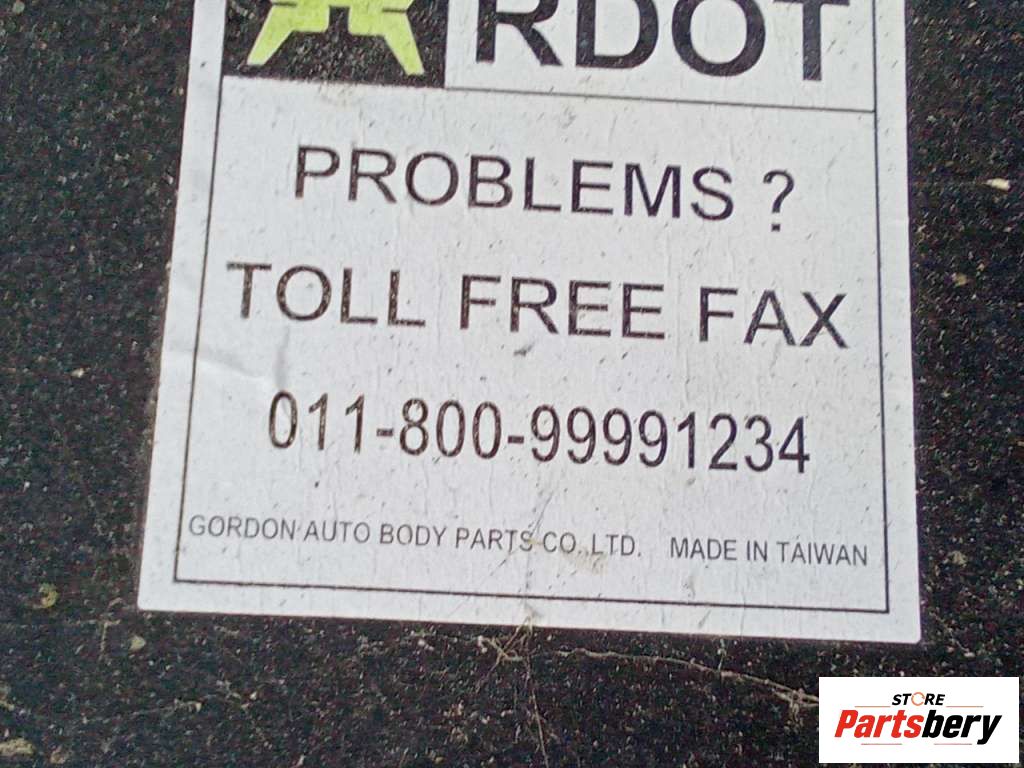 RDOT
PROBLEMS ?
TOLL FREE FAX
011-800-99991234
GORDON AUTO BODY PARTS CO. LTD. MADE IN TAIWAN
STORE
Partsbery